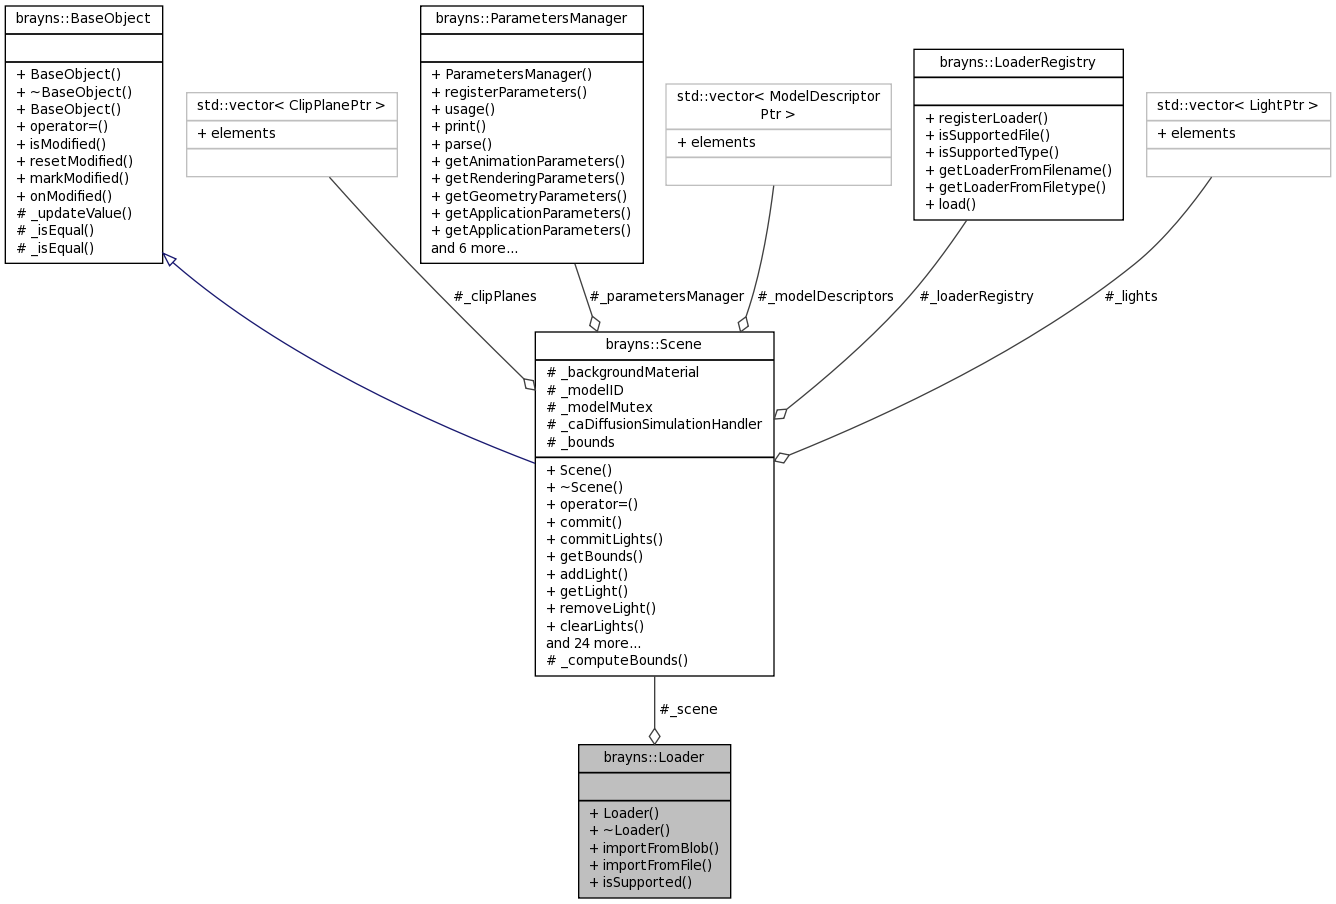 brayns::BaseObject
+ BaseObject()
+ ~BaseObject()
+ BaseObject()
+ operator=()
+ isModified()
+ resetModified()
+ markModified()
+ onModified()
# _updateValue()
# _isEqual()
# _isEqual()
std::vector< ClipPlanePtr >
+ elements
brayns::ParametersManager
+ ParametersManager()
+ registerParameters()
+ usage()
+ print()
+ parse()
+ getAnimationParameters()
+ getRenderingParameters()
+ getGeometryParameters()
+ getApplicationParameters()
+ getApplicationParameters()
and 6 more...
std::vector< ModelDescriptor
Ptr >
+ elements
brayns::LoaderRegistry
+ registerLoader()
+ isSupportedFile()
+ isSupportedType()
+ getLoaderFromFilename()
+ getLoaderFromFiletype()
+ load()
std::vector< LightPtr >
+ elements
#_clipPlanes
#_parametersManager
#_modelDescriptors
#_loaderRegistry
#_lights
brayns::Scene
# _backgroundMaterial
# _modelID
# _modelMutex
# _caDiffusionSimulationHandler
# _bounds
+ Scene()
+ ~Scene()
+ operator=()
+ commit()
+ commitLights()
+ getBounds()
+ addLight()
+ getLight()
+ removeLight()
+ clearLights()
and 24 more...
# _computeBounds()
#_scene
brayns::Loader
+ Loader()
+ ~Loader()
+ importFromBlob()
+ importFromFile()
+ isSupported()